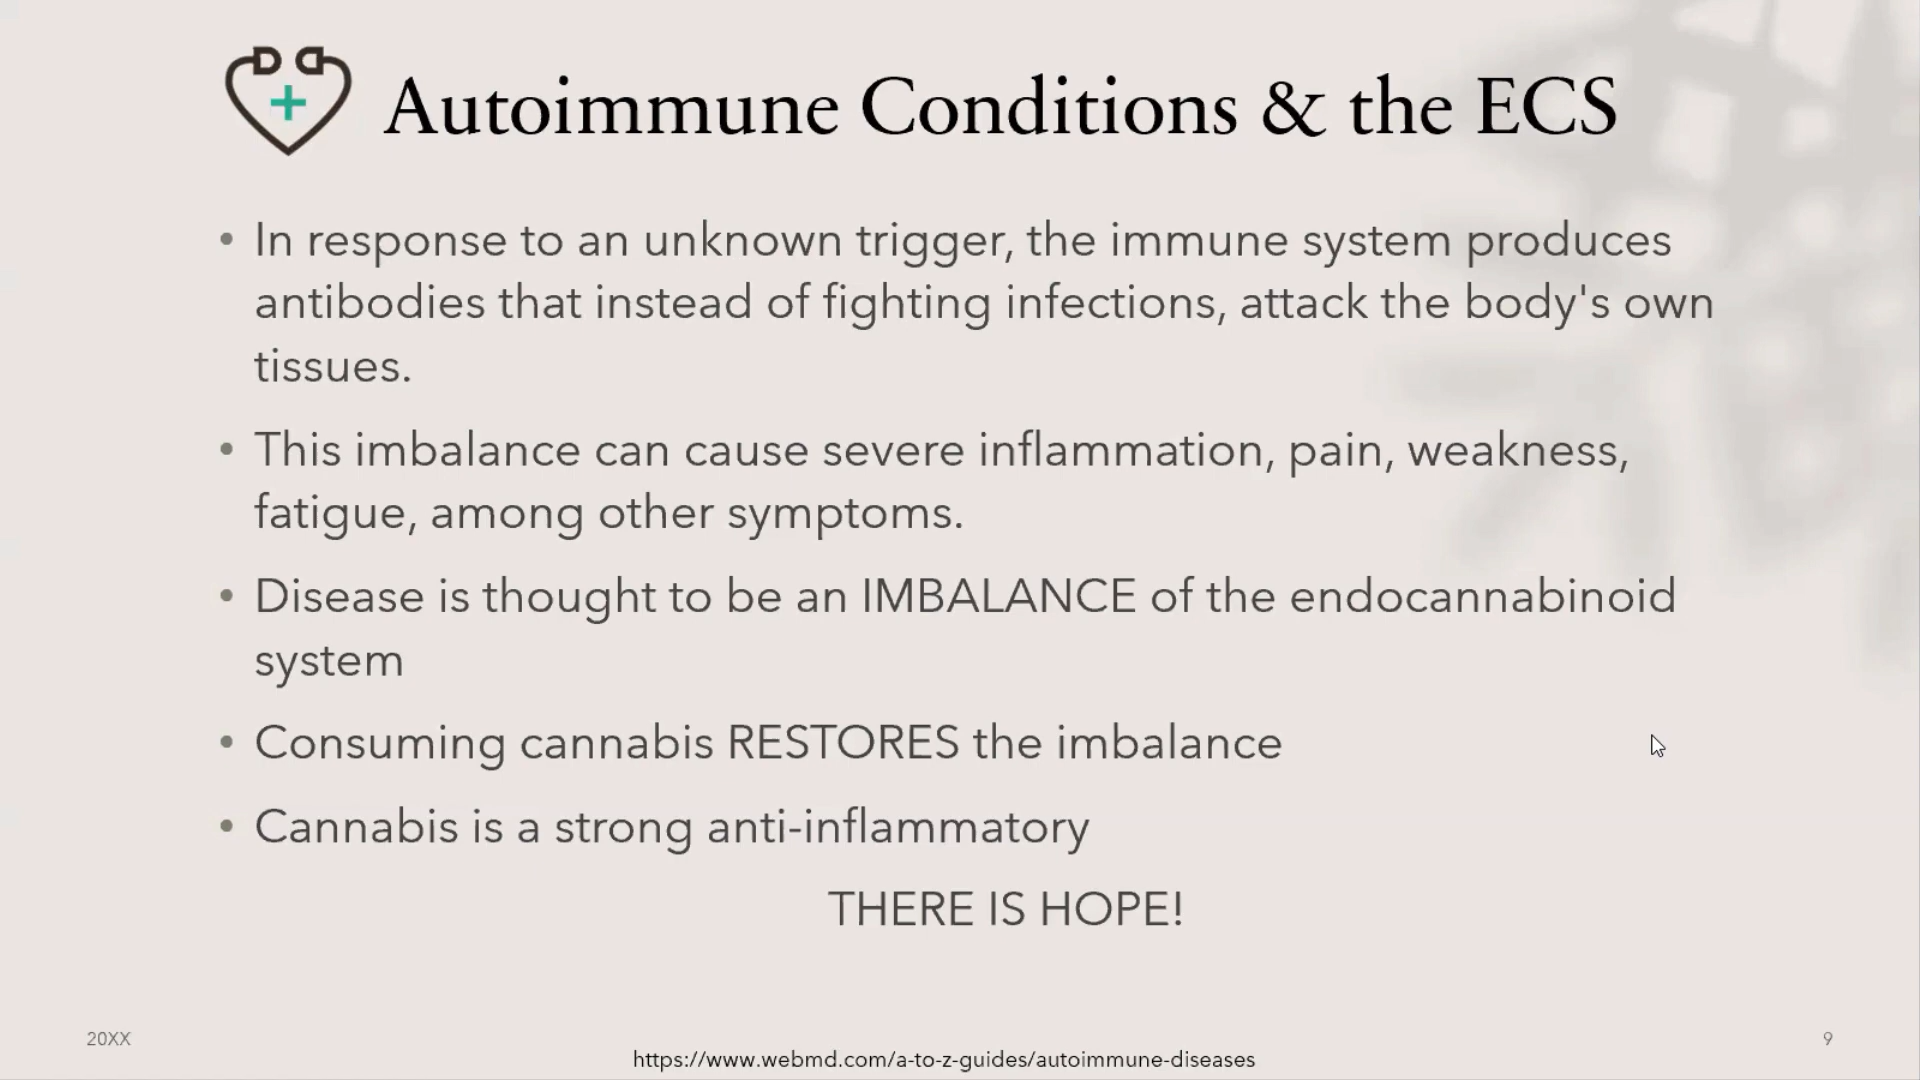 Autoimmune Conditions & the ECS
• In response to an unknown trigger, the immune system produces
antibodies that instead of fighting infections, attack the body's own
tissues.
• This imbalance can cause severe inflammation, pain, weakness,
fatigue, among other symptoms.
• Disease is thought to be an IMBALANCE of the endocannabinoid
system
• Consuming cannabis RESTORES the imbalance
• Cannabis is a strong anti-inflammatory
THERE IS HOPE!
20XX
9
https://www.webmd.com/a-to-z-guides/autoimmune-diseases